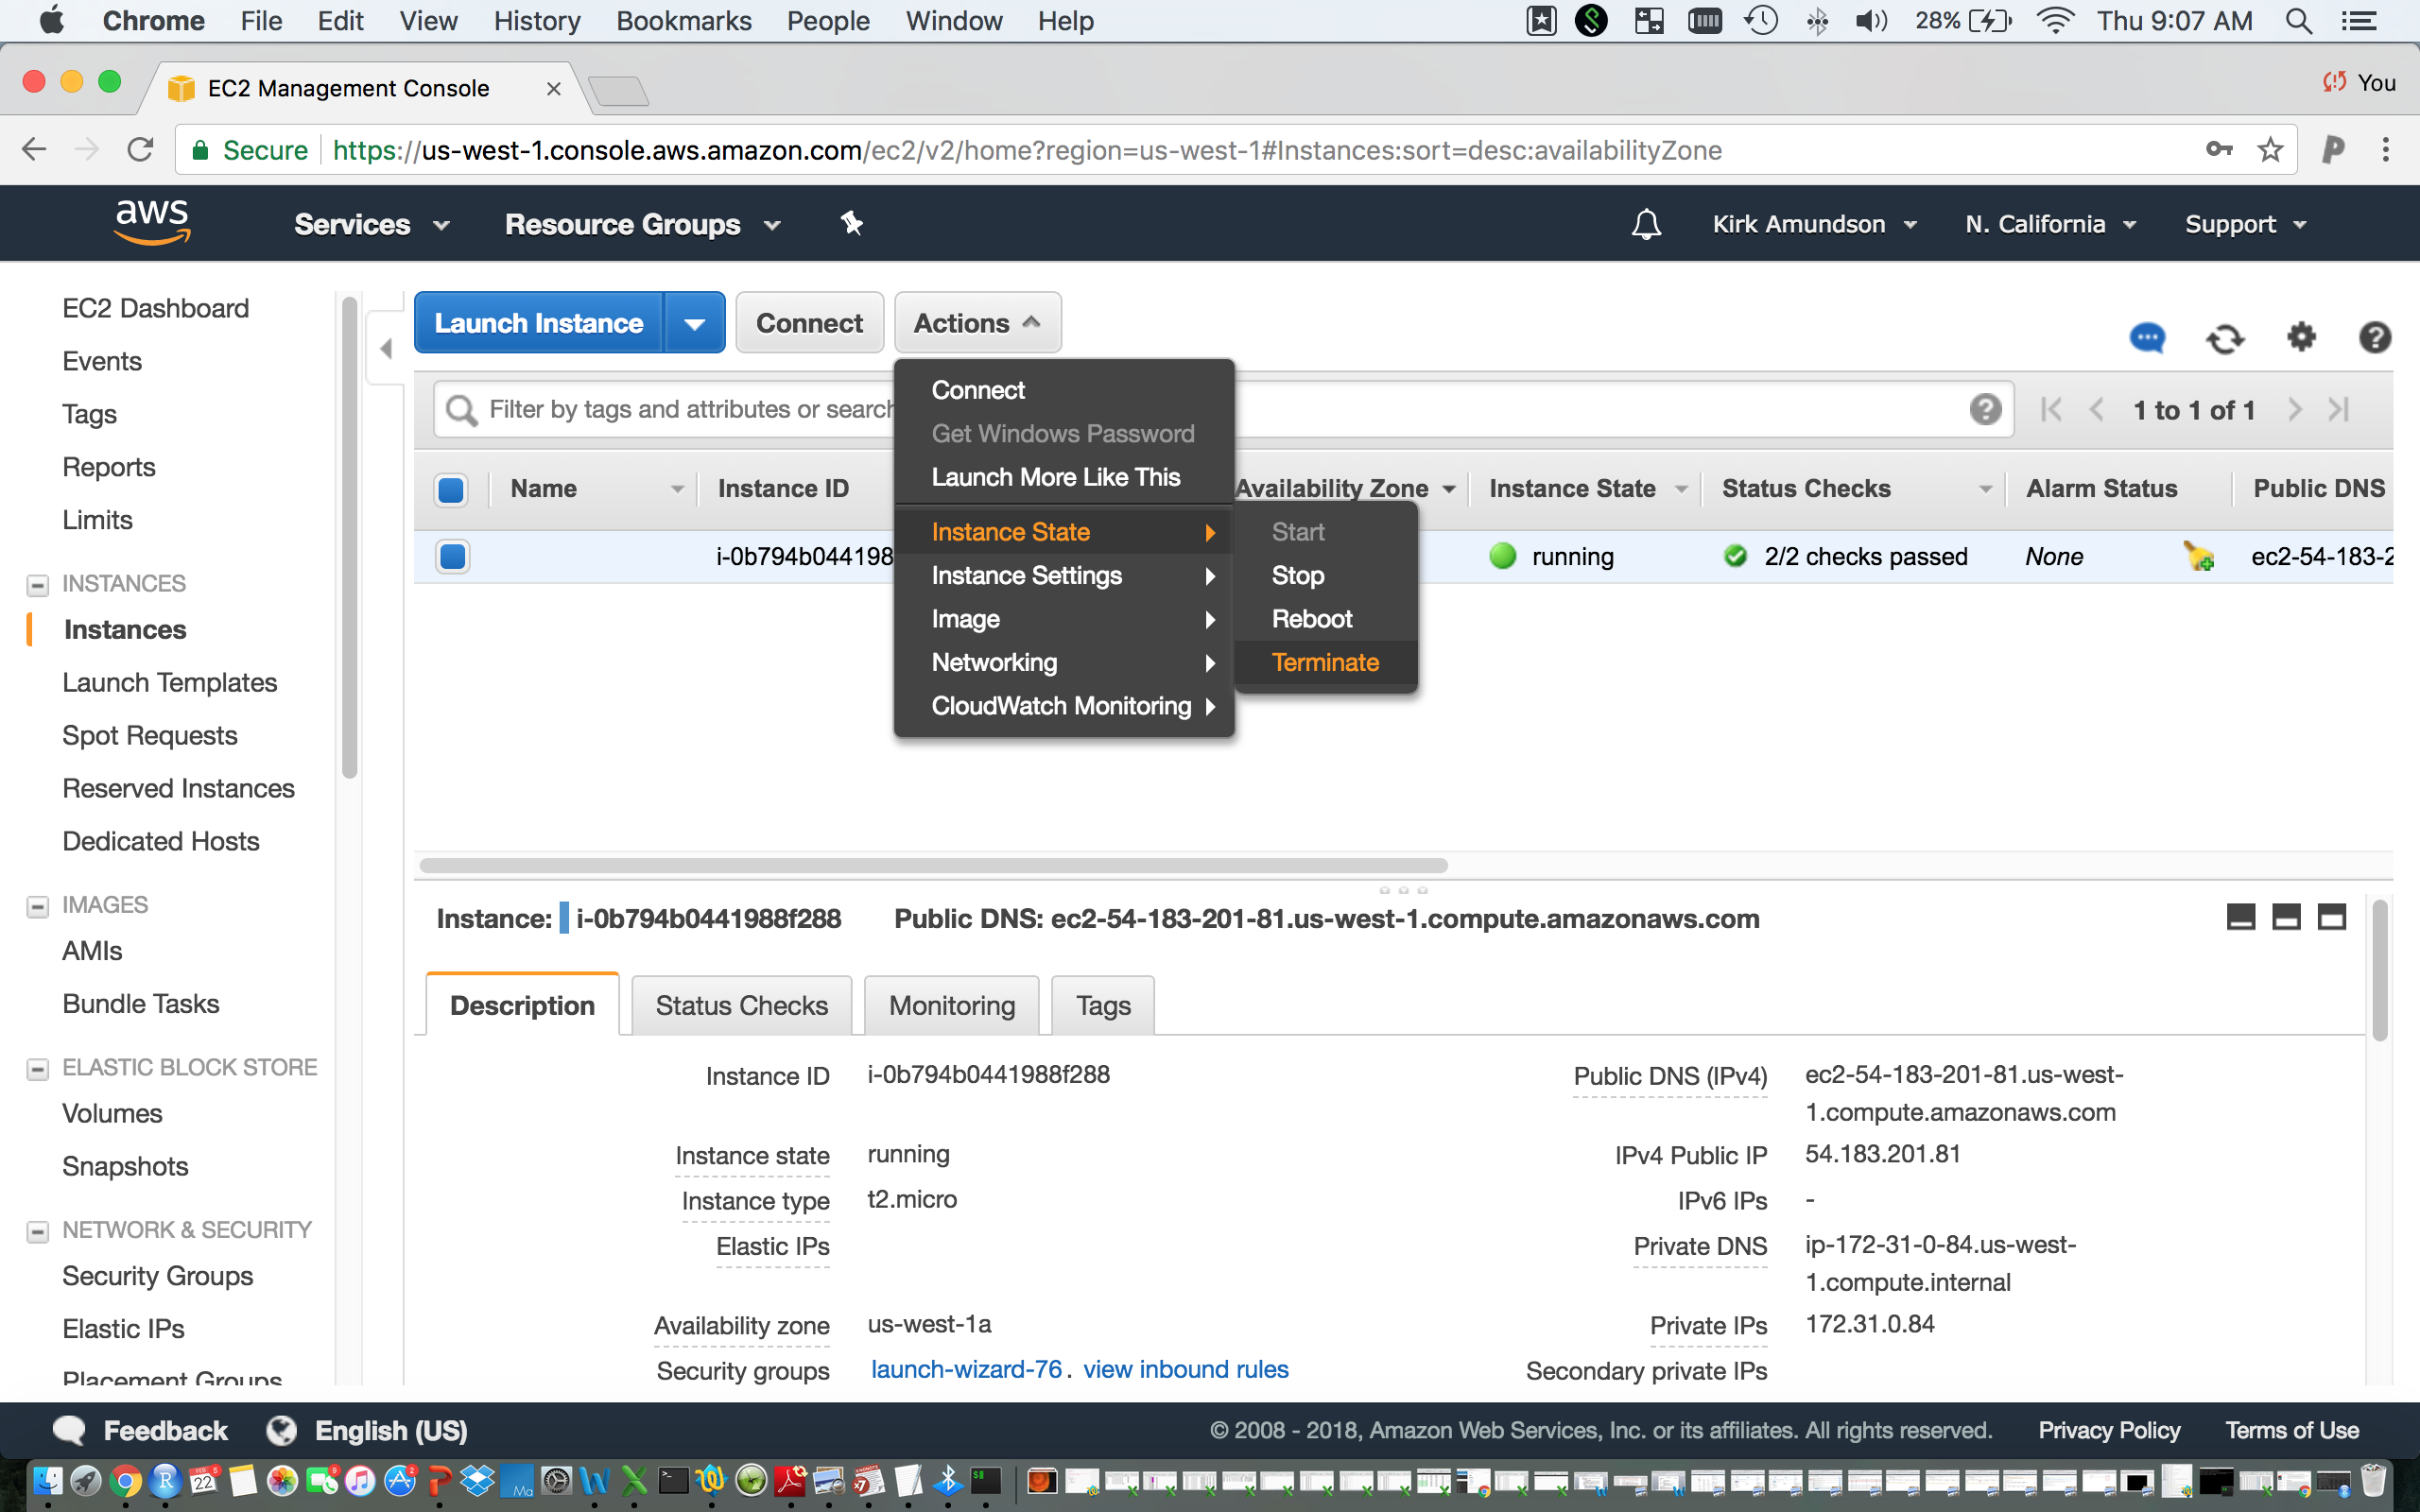 Chrome File Edit View History Bookmarks People Window Help 28% Thu 9:07 AM
EC2 Management Console You
Secure https://us-west-1.console.aws.amazon.com/ec2/v2/home?region=us-west-1#Instances:sort=desc:availabilityZone
aws Services Resource Groups Kirk Amundson N. California Support
EC2 Dashboard
Events
Tags
Reports
Limits
INSTANCES
Instances
Launch Templates
Spot Requests
Reserved Instances
Dedicated Hosts
IMAGES
AMIs
Bundle Tasks
ELASTIC BLOCK STORE
Volumes
Snapshots
NETWORK & SECURITY
Security Groups
Elastic IPs
Placement Groups
Launch Instance Connect Actions
Filter by tags and attributes or search 1 to 1 of 1
Name Instance ID Availability Zone Instance State Status Checks Alarm Status Public DNS
i-0b794b044198 running 2/2 checks passed None ec2-54-183-2
Connect
Get Windows Password
Launch More Like This
Instance State
Instance Settings
Image
Networking
CloudWatch Monitoring
Start
Stop
Reboot
Terminate
Instance: i-0b794b0441988f288 Public DNS: ec2-54-183-201-81.us-west-1.compute.amazonaws.com
Description Status Checks Monitoring Tags
Instance ID i-0b794b0441988f288
Instance state running
Instance type t2.micro
Elastic IPs
Availability zone us-west-1a
Security groups launch-wizard-76. view inbound rules
Public DNS (IPv4) ec2-54-183-201-81.us-west-
1.compute.amazonaws.com
IPv4 Public IP 54.183.201.81
IPv6 IPs -
Private DNS ip-172-31-0-84.us-west-
1.compute.internal
Private IPs 172.31.0.84
Secondary private IPs
Feedback English (US) © 2008 - 2018, Amazon Web Services, Inc. or its affiliates. All rights reserved. Privacy Policy Terms of Use